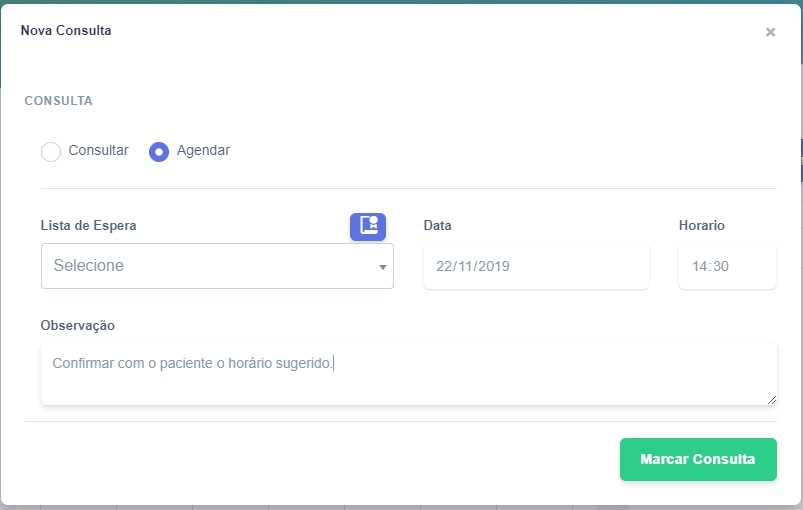 Nova Consulta ×
CONSULTA
Consultar Agendar
Lista de Espera Data Horario
Selecione 22/11/2019 14:30
Observação
Confirmar com o paciente o horário sugerido.
Marcar Consulta